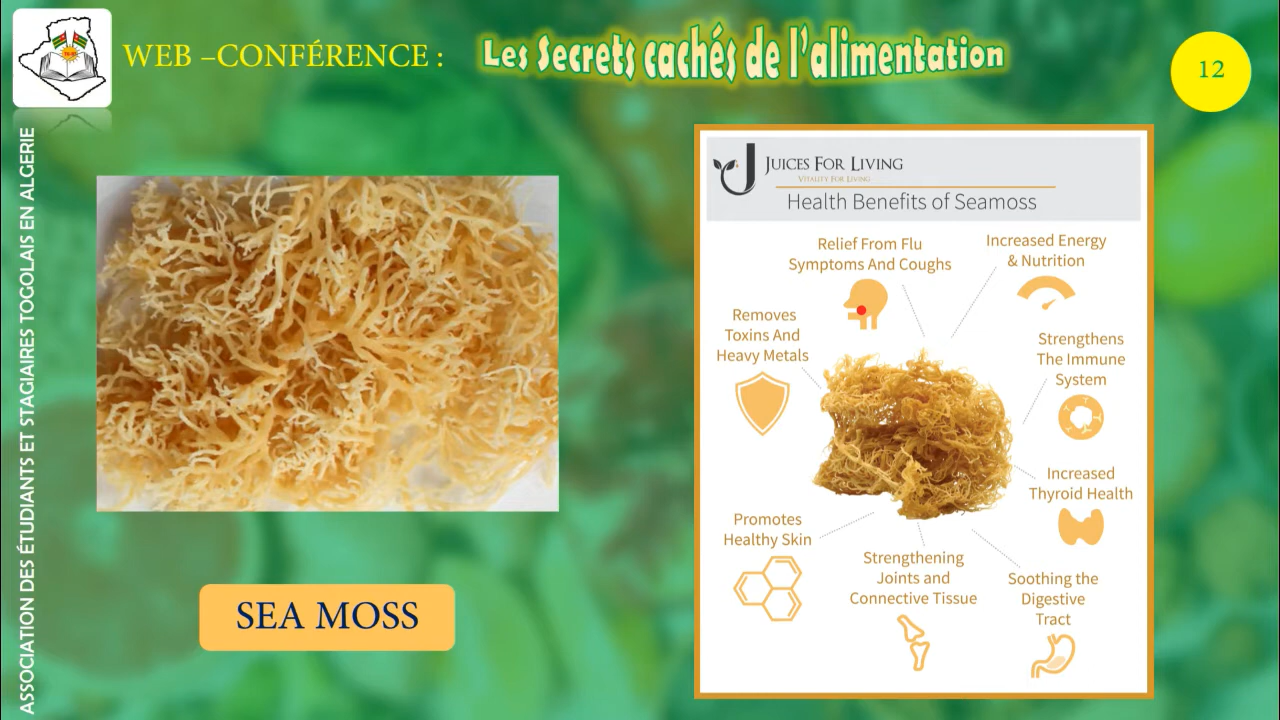 WEB –CONFÉRENCE :
Les Secrets cachés de l'alimentation
12
ASSOCIATION DES ÉTUDIANTS ET STAGIAIRES TOGOLAIS EN ALGERIE
SEA MOSS
JUICES FOR LIVING
VITALITY FOR LIVING
Health Benefits of Seamoss
Relief From Flu
Symptoms And Coughs
Increased Energy
& Nutrition
Removes
Toxins And
Heavy Metals
Strengthens
The Immune
System
Increased
Thyroid Health
Promotes
Healthy Skin
Strengthening
Joints and
Connective Tissue
Soothing the
Digestive
Tract